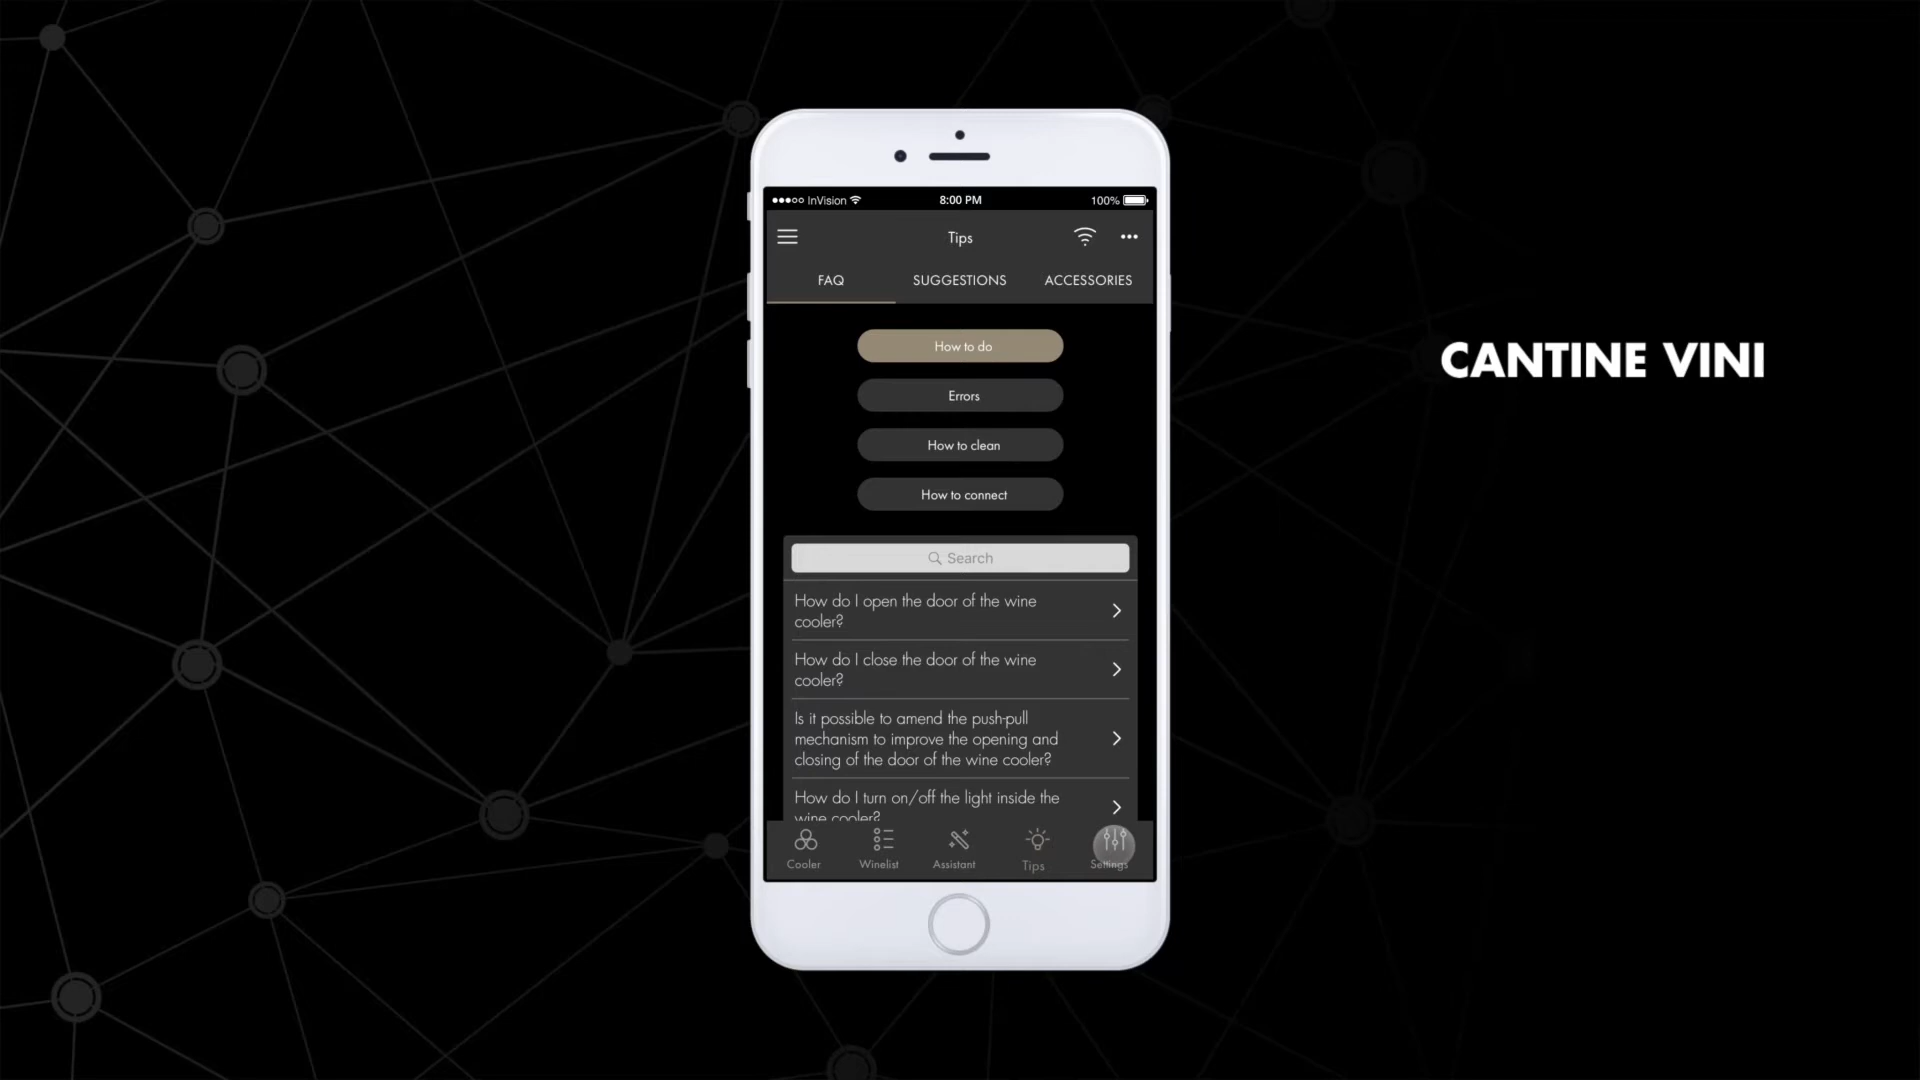 InVision
8:00 PM
100%
Tips
FAQ
SUGGESTIONS
ACCESSORIES
How to do
Errors
How to clean
How to connect
Search
How do I open the door of the wine
cooler?
How do I close the door of the wine
cooler?
Is it possible to amend the push-pull
mechanism to improve the opening and
closing of the door of the wine cooler?
How do I turn on/off the light inside the
wine cooler?
Cooler
Winelist
Assistant
Tips
Settings
CANTINE VINI